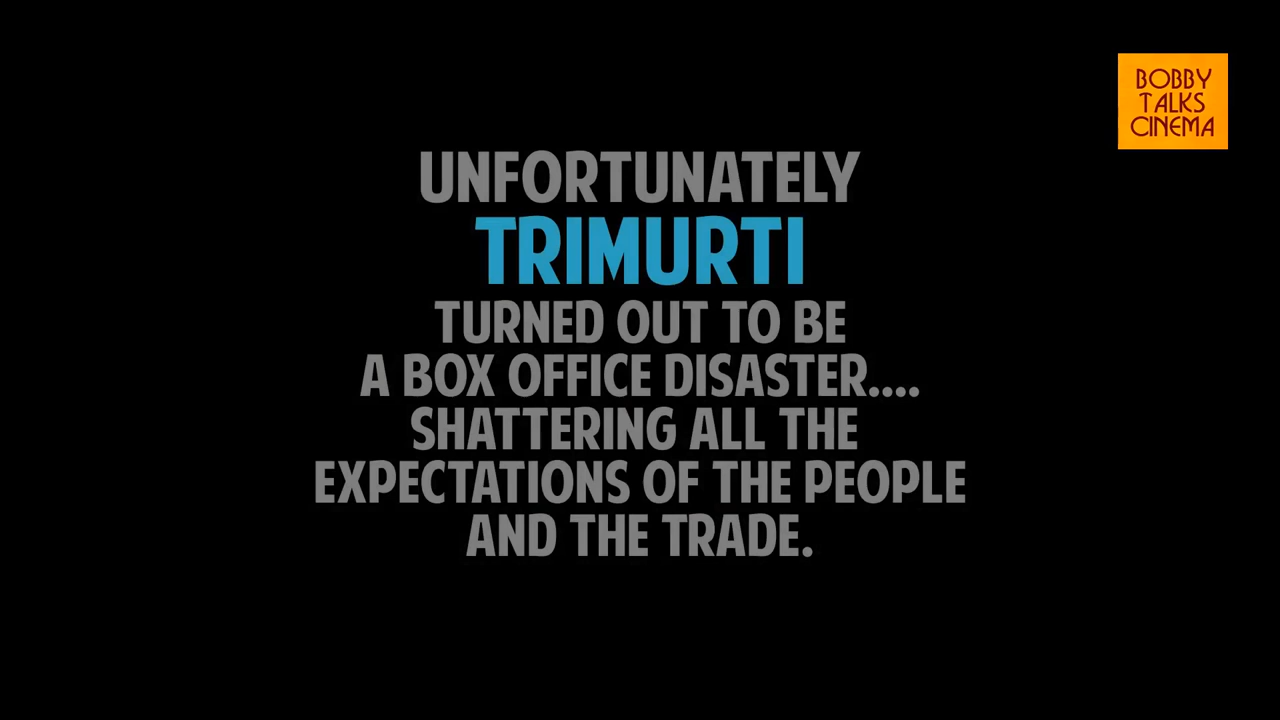 BOBBY
TALKS
CINEMA
UNFORTUNATELY
TRIMURTI
TURNED OUT TO BE
A BOX OFFICE DISASTER....
SHATTERING ALL THE
EXPECTATIONS OF THE PEOPLE
AND THE TRADE.